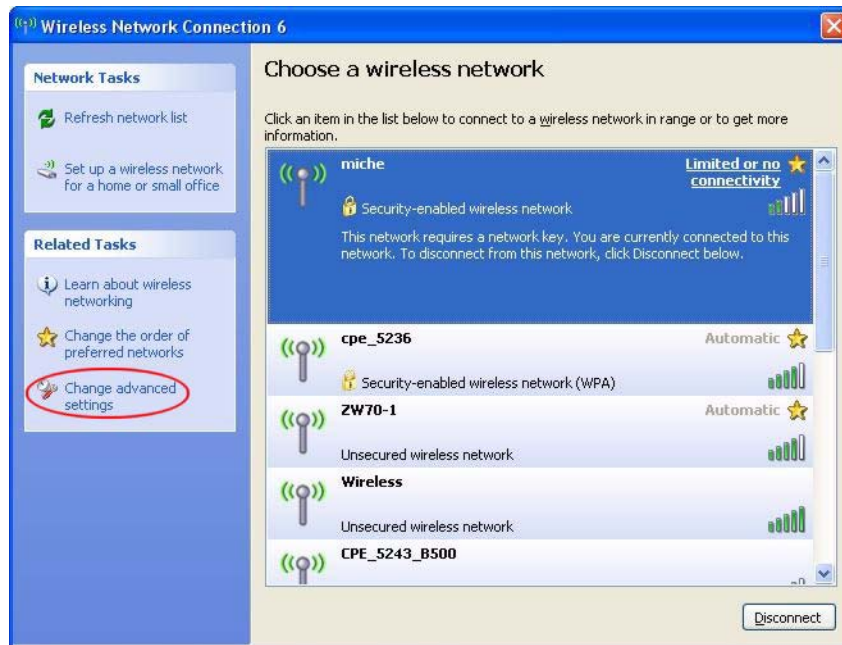 Wireless Network Connection 6
Network Tasks
Refresh network list
Set up a wireless network
for a home or small office
Related Tasks
Learn about wireless
networking
Change the order of
preferred networks
Change advanced
settings
Choose a wireless network
Click an item in the list below to connect to a wireless network in range or to get more
information.
miche
Limited or no
connectivity
Security-enabled wireless network
This network requires a network key. You are currently connected to this
network. To disconnect from this network, click Disconnect below.
cpe_5236
Automatic
Security-enabled wireless network (WPA)
ZW70-1
Automatic
Unsecured wireless network
Wireless
Unsecured wireless network
CPE_5243_B500
Disconnect